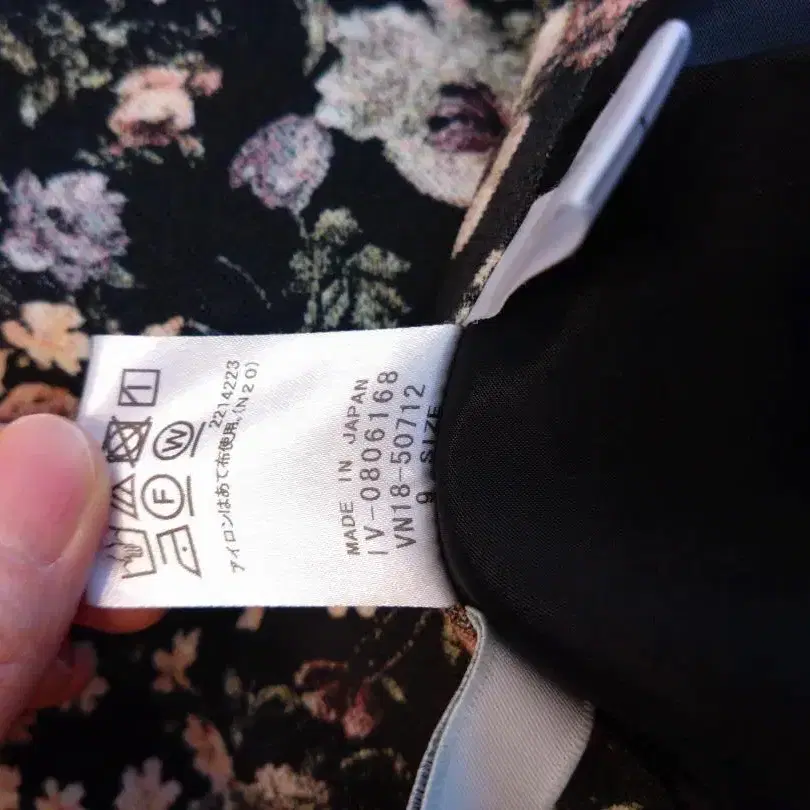 W
F
2214223
アイロンはあて布使用。(N20)
MADE IN JAPAN
IV-0806168
VN18-50712
9 SIZE